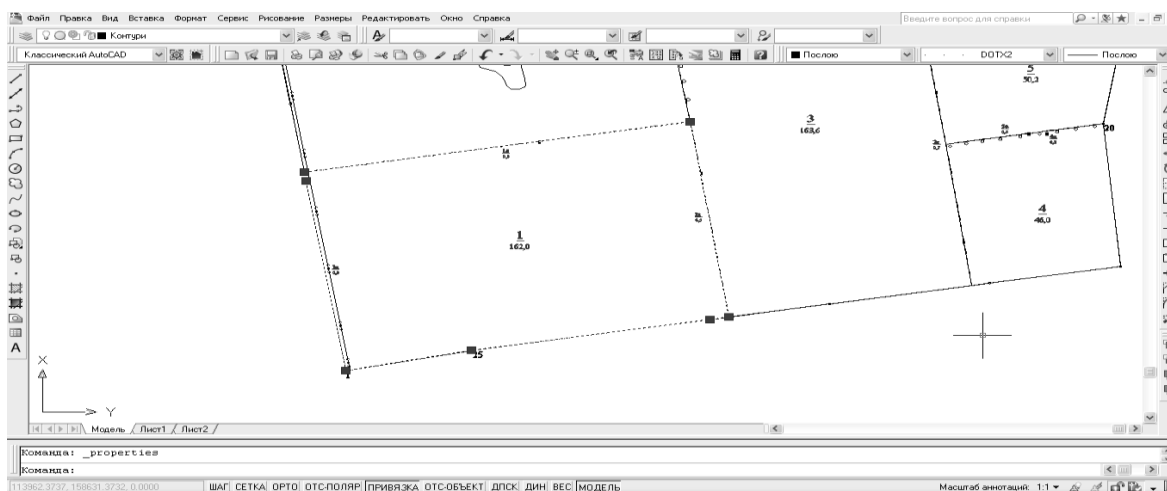 Файл Правка Вид Вставка Формат Сервис Рисование Размеры Редактировать Окно Справка Введите вопрос для справки
Контури
Классический AutoCAD Послою DOTX2 Послою
5
50,2
3
163,6
20
4
46,0
1
162,0
25
1
X
Y
Модель Лист1 Лист2
Команда: _properties
Команда:
113962.3737, 158631.3732, 0.0000 ШАГ СЕТКА ОРТО ОТС-ПОЛЯР ПРИВЯЗКА ОТС-ОБЪЕКТ ДПСК ДИН ВЕС МОДЕЛЬ Масштаб аннотаций: 1:1